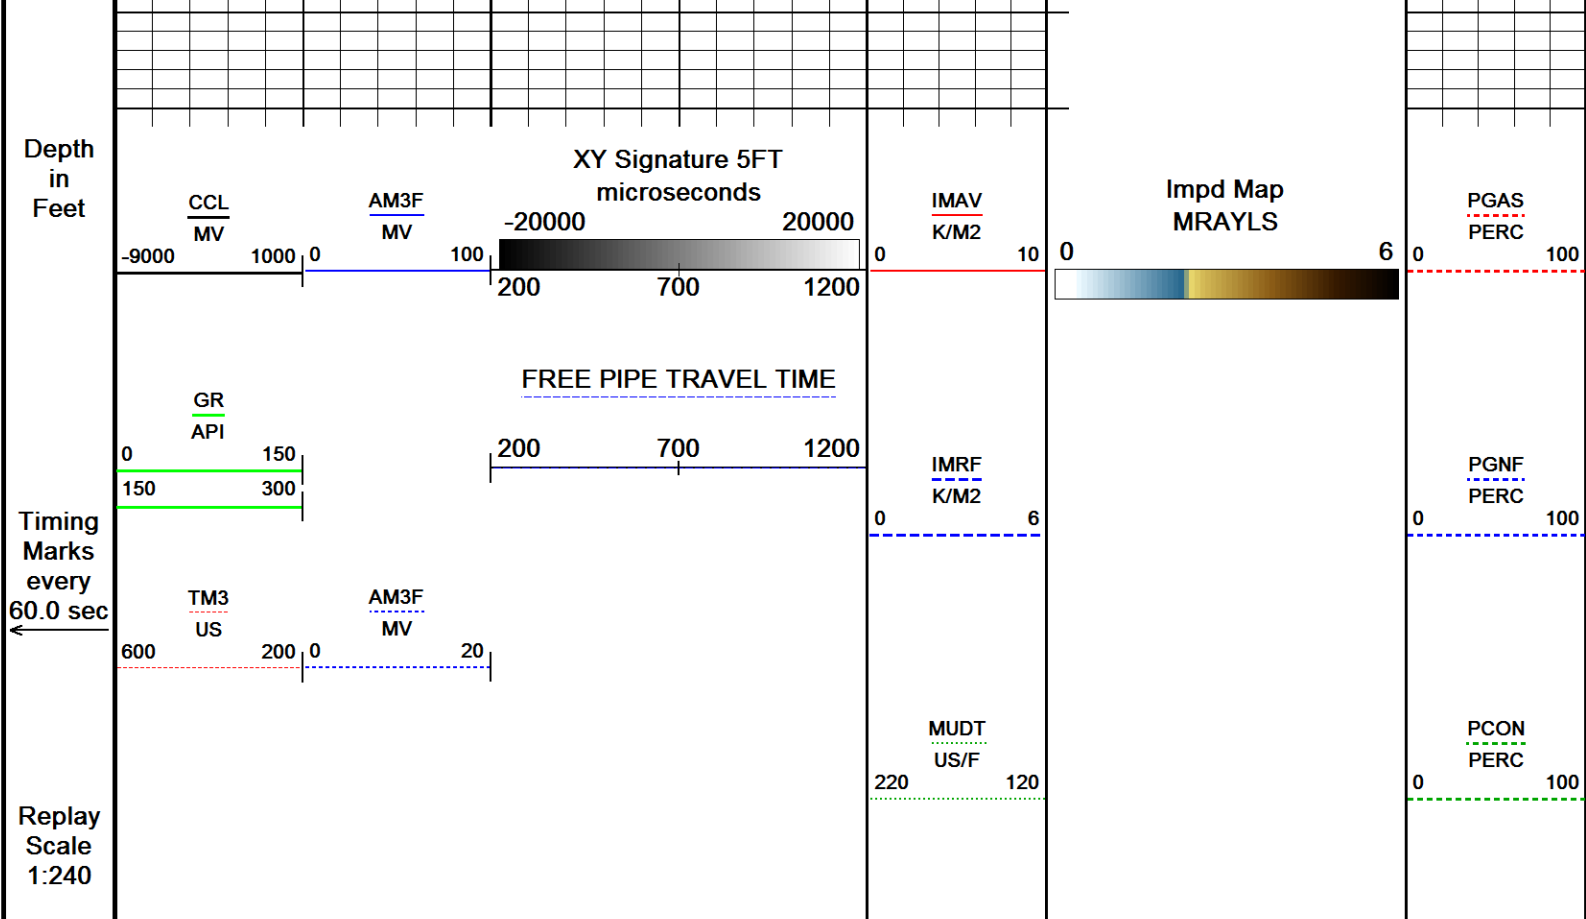 Depth
in
Feet
Timing
Marks
every
60.0 sec
Replay
Scale
1:240
CCL
MV
-9000 1000
GR
API
0 150
150 300
TM3
US
600 200
AM3F
MV
0 100
AM3F
MV
0 20
XY Signature 5FT
microseconds
-20000 20000
200 700 1200
FREE PIPE TRAVEL TIME
200 700 1200
IMAV
K/M2
0 10
IMRF
K/M2
0 6
MUDT
US/F
220 120
Impd Map
MRAYLS
0 6
PGAS
PERC
0 100
PGNF
PERC
0 100
PCON
PERC
0 100